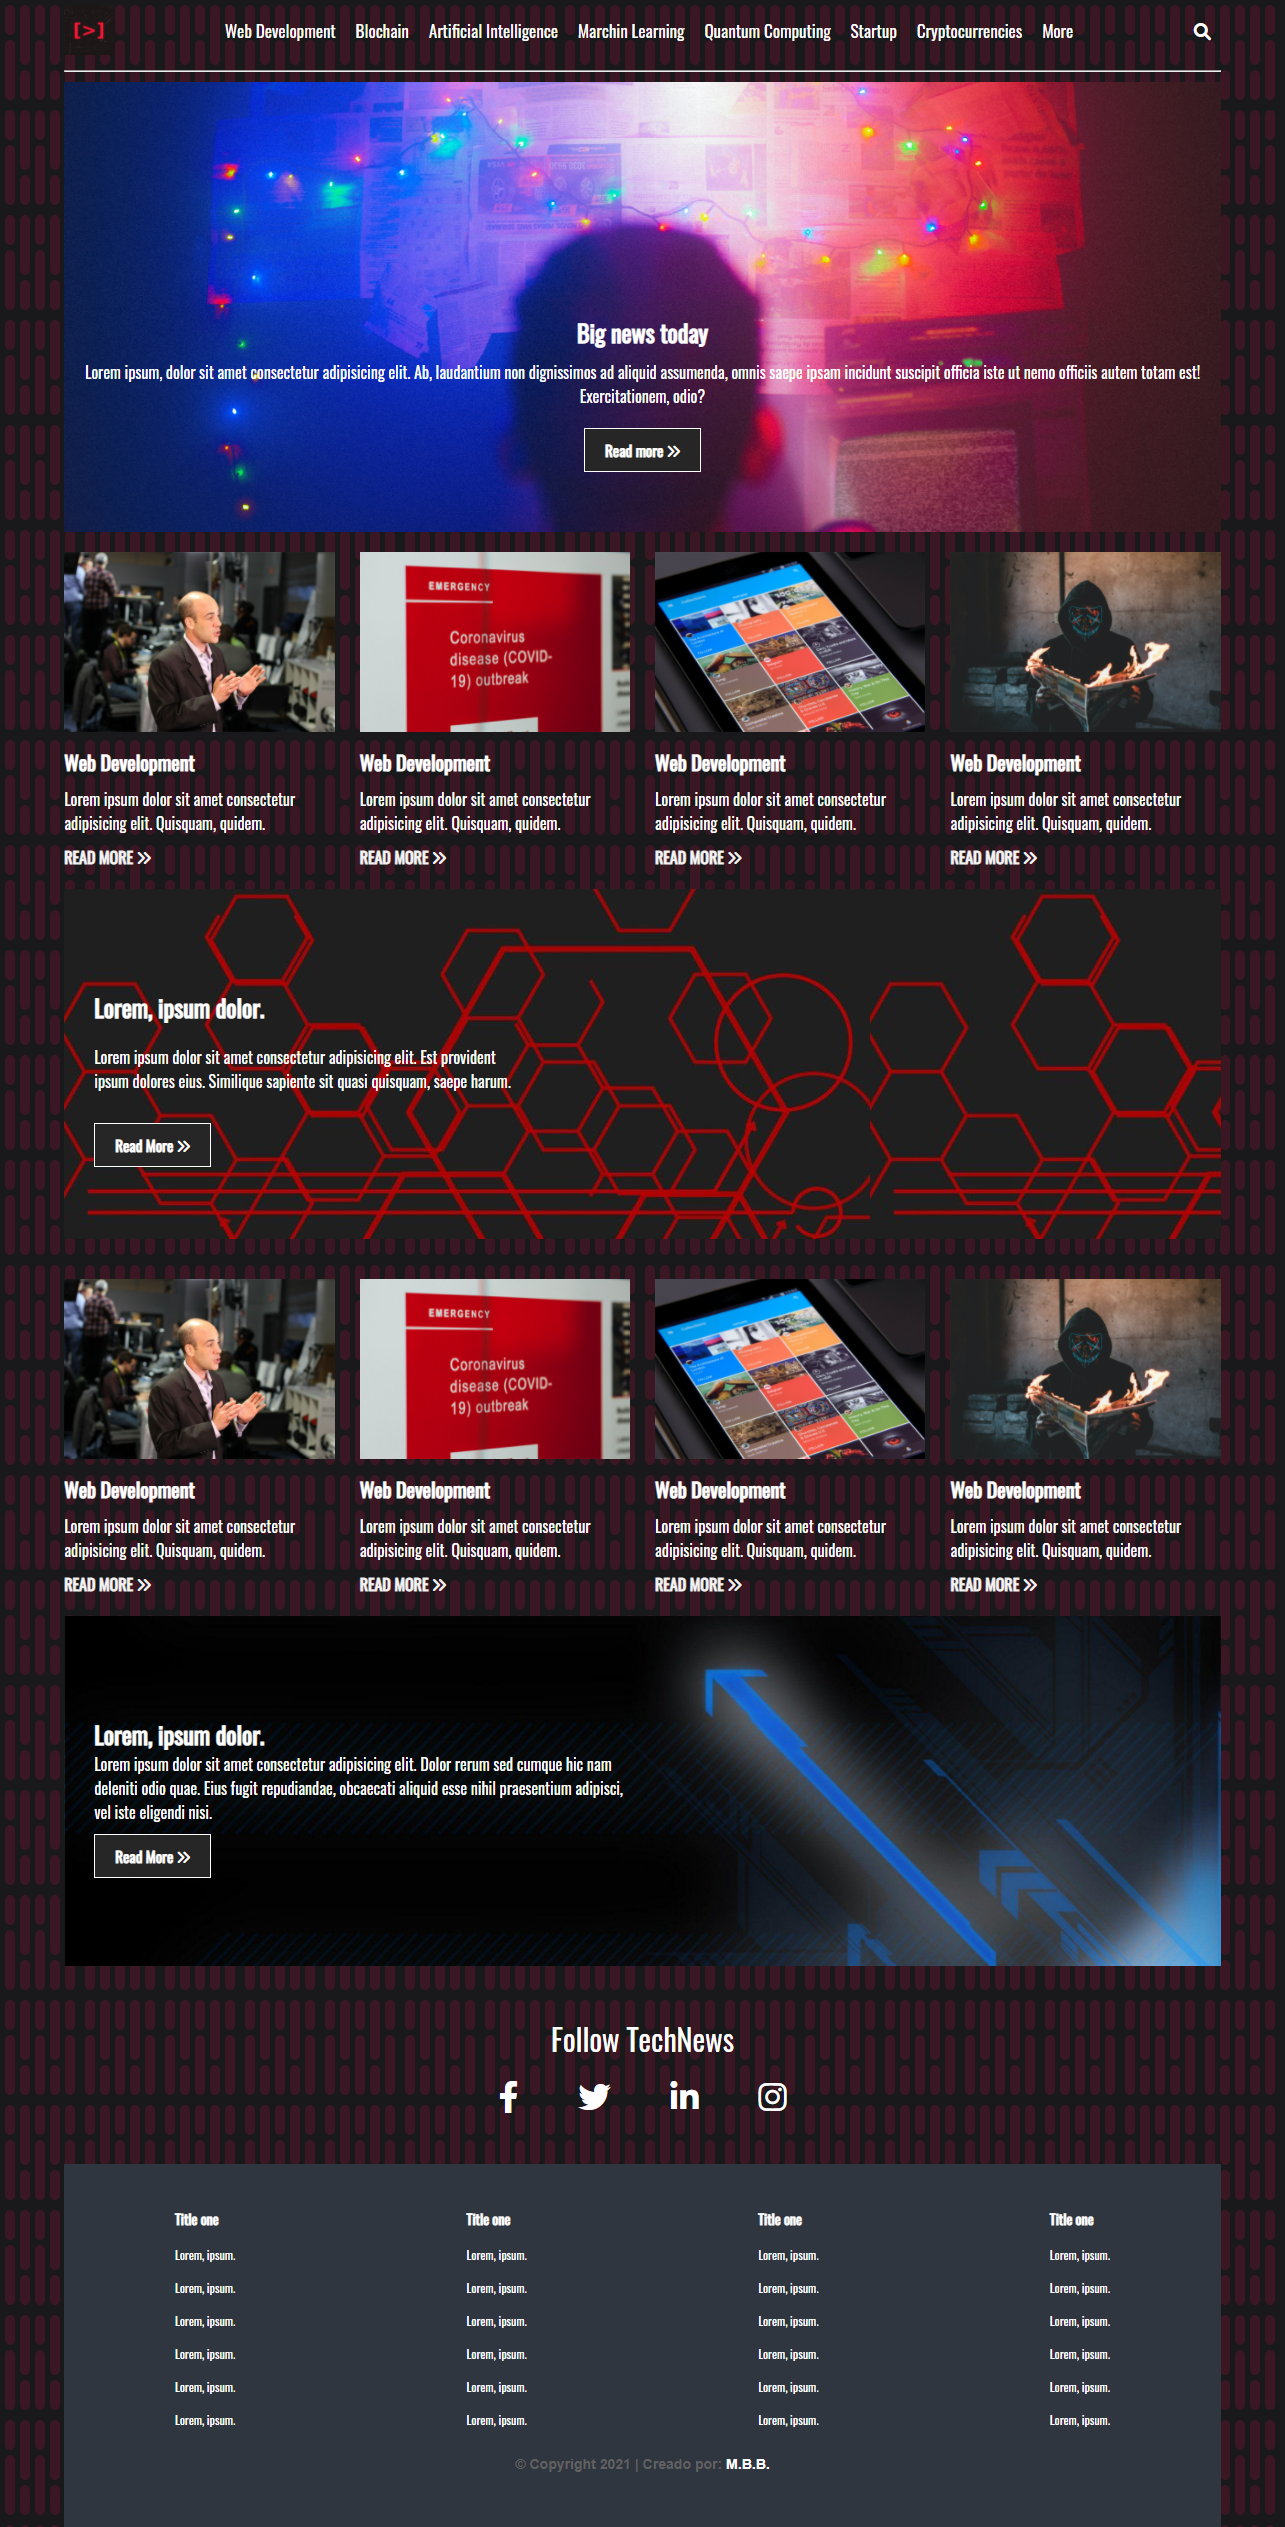 [>] Web Development Blochain Artificial Intelligence Marchin Learning Quantum Computing Startup Cryptocurrencies More
Big news today
Lorem ipsum, dolor sit amet consectetur adipisicing elit. Ab, laudantium non dignissimos ad aliquid assumenda, omnis saepe ipsam incidunt suscipit officia iste ut nemo officiis autem totam est!
Exercitationem, odio?
Read more »
EMERGENCY
Coronavirus
disease (COVID-
19) outbreak
Web Development Web Development Web Development Web Development
Lorem ipsum dolor sit amet consectetur Lorem ipsum dolor sit amet consectetur Lorem ipsum dolor sit amet consectetur Lorem ipsum dolor sit amet consectetur
adipisicing elit. Quisquam, quidem. adipisicing elit. Quisquam, quidem. adipisicing elit. Quisquam, quidem. adipisicing elit. Quisquam, quidem.
READ MORE » READ MORE » READ MORE » READ MORE »
Lorem, ipsum dolor.
Lorem ipsum dolor sit amet consectetur adipisicing elit. Est provident
ipsum dolores eius. Similique sapiente sit quasi quisquam, saepe harum.
Read More »
EMERGENCY
Coronavirus
disease (COVID-
19) outbreak
Web Development Web Development Web Development Web Development
Lorem ipsum dolor sit amet consectetur Lorem ipsum dolor sit amet consectetur Lorem ipsum dolor sit amet consectetur Lorem ipsum dolor sit amet consectetur
adipisicing elit. Quisquam, quidem. adipisicing elit. Quisquam, quidem. adipisicing elit. Quisquam, quidem. adipisicing elit. Quisquam, quidem.
READ MORE » READ MORE » READ MORE » READ MORE »
Lorem, ipsum dolor.
Lorem ipsum dolor sit amet consectetur adipisicing elit. Dolor rerum sed cumque hic nam
deleniti odio quae. Eius fugit repudiandae, obcaecati aliquid esse nihil praesentium adipisci,
vel iste eligendi nisi.
Read More »
Follow TechNews
Title one Title one Title one Title one
Lorem, ipsum. Lorem, ipsum. Lorem, ipsum. Lorem, ipsum.
Lorem, ipsum. Lorem, ipsum. Lorem, ipsum. Lorem, ipsum.
Lorem, ipsum. Lorem, ipsum. Lorem, ipsum. Lorem, ipsum.
Lorem, ipsum. Lorem, ipsum. Lorem, ipsum. Lorem, ipsum.
Lorem, ipsum. Lorem, ipsum. Lorem, ipsum. Lorem, ipsum.
Lorem, ipsum. Lorem, ipsum. Lorem, ipsum. Lorem, ipsum.
© Copyright 2021 | Creado por: M.B.B.